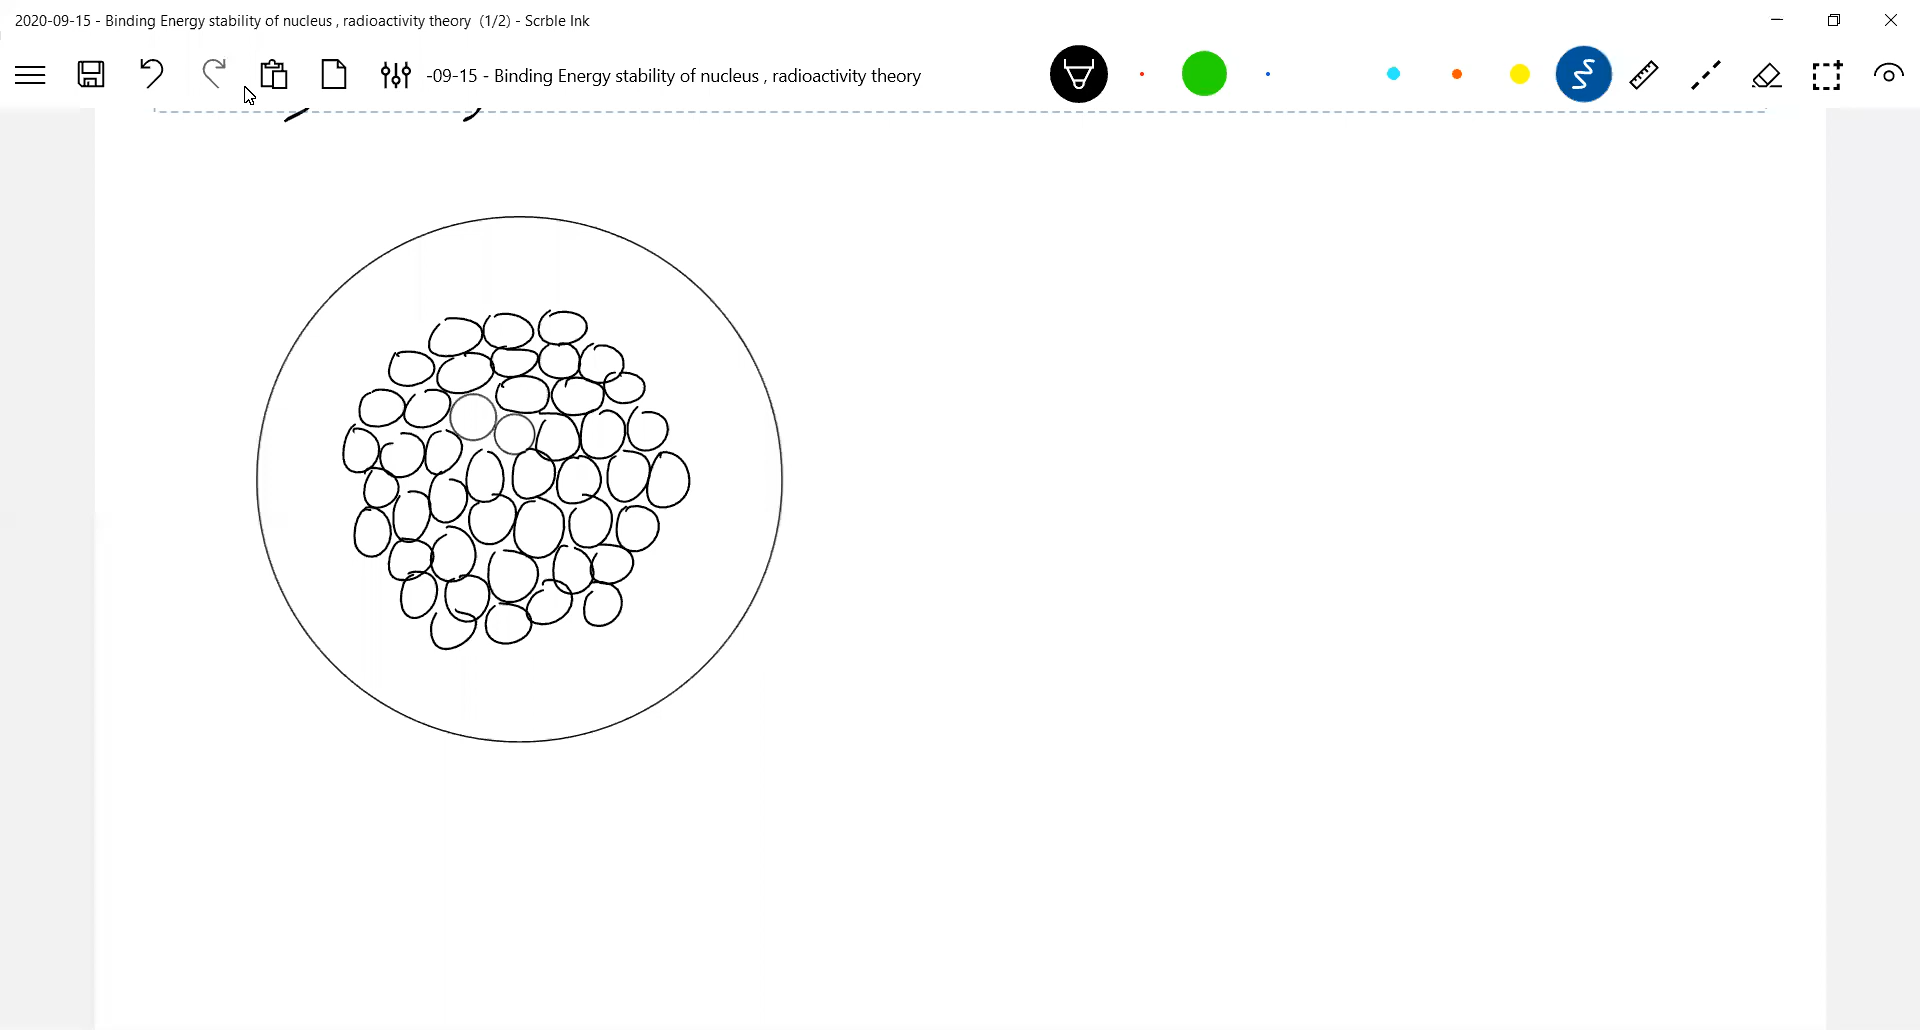 2020-09-15 - Binding Energy stability of nucleus , radioactivity theory (1/2) - Scrble Ink
-09-15 - Binding Energy stability of nucleus , radioactivity theory